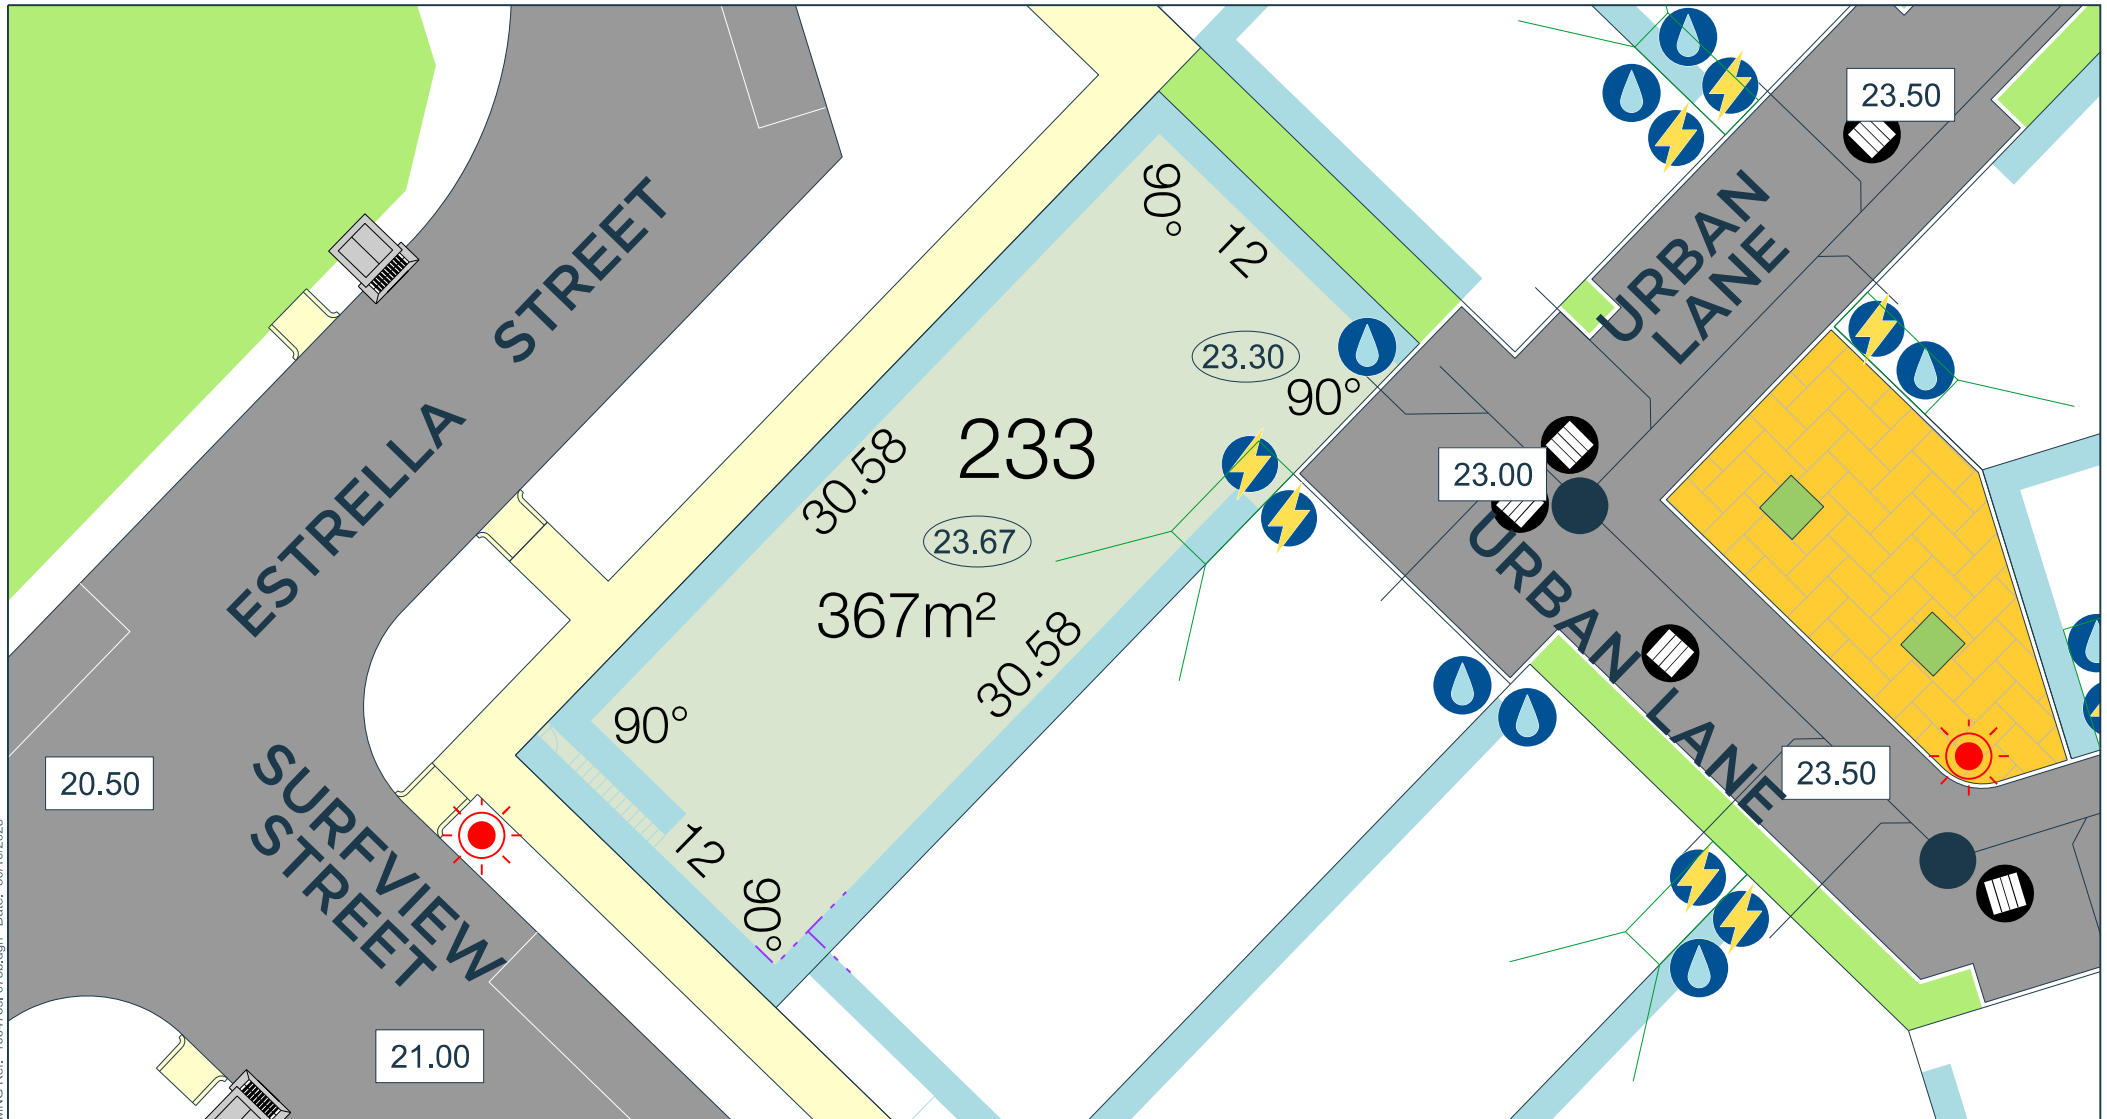 23.50
URBAN
LANE
ESTRELLA STREET
90°
12
23.30
90°
233
30.58
23.67
367m²
30.58
23.00
URBAN LANE
90°
12
90°
20.50
SURFVIEW
STREET
23.50
21.00